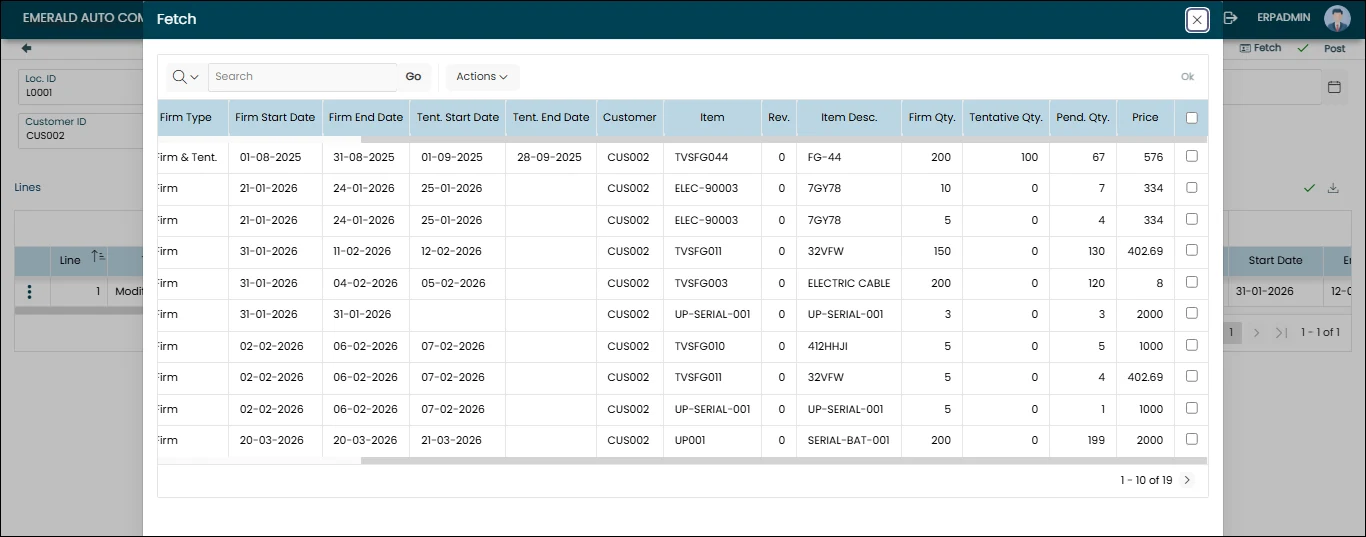 EMERALD AUTO COM
Fetch
ERPADMIN
Fetch
Post
Loc. ID
L0001
Customer ID
CUS002
Search
Go
Actions
Ok
Firm Type Firm Start Date Firm End Date Tent. Start Date Tent. End Date Customer Item Rev. Item Desc. Firm Qty. Tentative Qty. Pend. Qty. Price
Firm & Tent. 01-08-2025 31-08-2025 01-09-2025 28-09-2025 CUS002 TVSFG044 0 FG-44 200 100 67 576
Firm 21-01-2026 24-01-2026 25-01-2026 CUS002 ELEC-90003 0 7GY78 10 0 7 334
Firm 21-01-2026 24-01-2026 25-01-2026 CUS002 ELEC-90003 0 7GY78 5 0 4 334
Firm 31-01-2026 11-02-2026 12-02-2026 CUS002 TVSFG011 0 32VFW 150 0 130 402.69
Firm 31-01-2026 04-02-2026 05-02-2026 CUS002 TVSFG003 0 ELECTRIC CABLE 200 0 120 8
Firm 31-01-2026 31-01-2026 CUS002 UP-SERIAL-001 0 UP-SERIAL-001 3 0 3 2000
Firm 02-02-2026 06-02-2026 07-02-2026 CUS002 TVSFG010 0 412HHJI 5 0 5 1000
Firm 02-02-2026 06-02-2026 07-02-2026 CUS002 TVSFG011 0 32VFW 5 0 4 402.69
Firm 02-02-2026 06-02-2026 07-02-2026 CUS002 UP-SERIAL-001 0 UP-SERIAL-001 5 0 1 1000
Firm 20-03-2026 20-03-2026 21-03-2026 CUS002 UP001 0 SERIAL-BAT-001 200 0 199 2000
1 - 10 of 19
Lines
Line
1 Modif
Start Date
31-01-2026 12-0
1
1 - 1 of 1